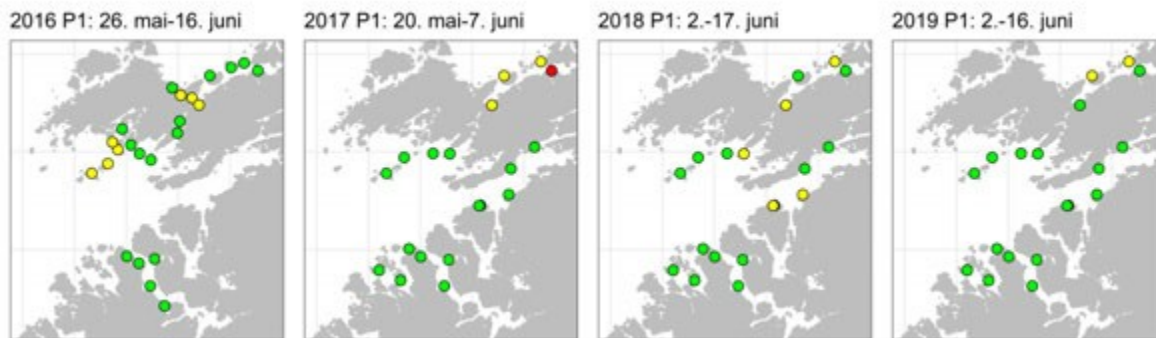 2016 P1: 26. mai-16. juni
2017 P1: 20. mai-7. juni
2018 P1: 2.-17. juni
2019 P1: 2.-16. juni